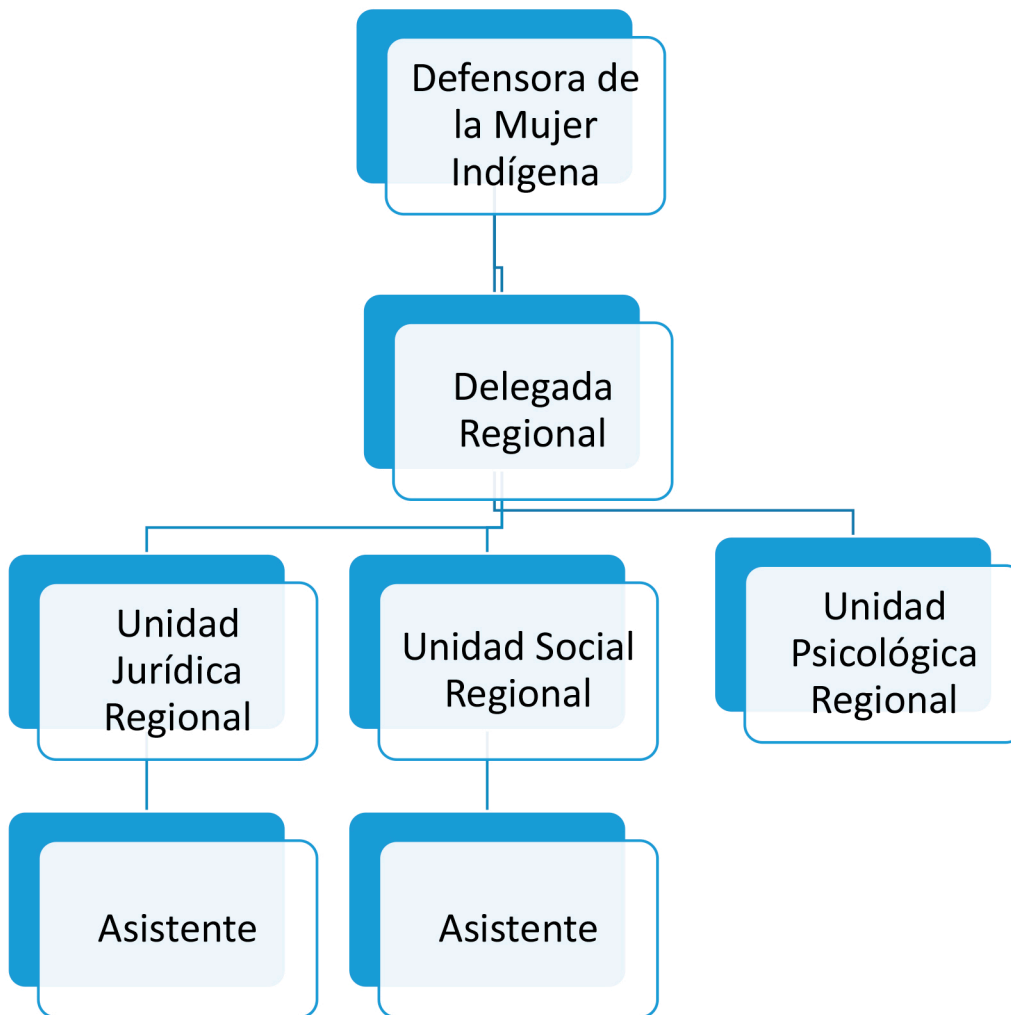 Defensora de
la Mujer
Indígena
Delegada
Regional
Unidad
Jurídica
Regional
Unidad Social
Regional
Unidad
Psicológica
Regional
Asistente
Asistente